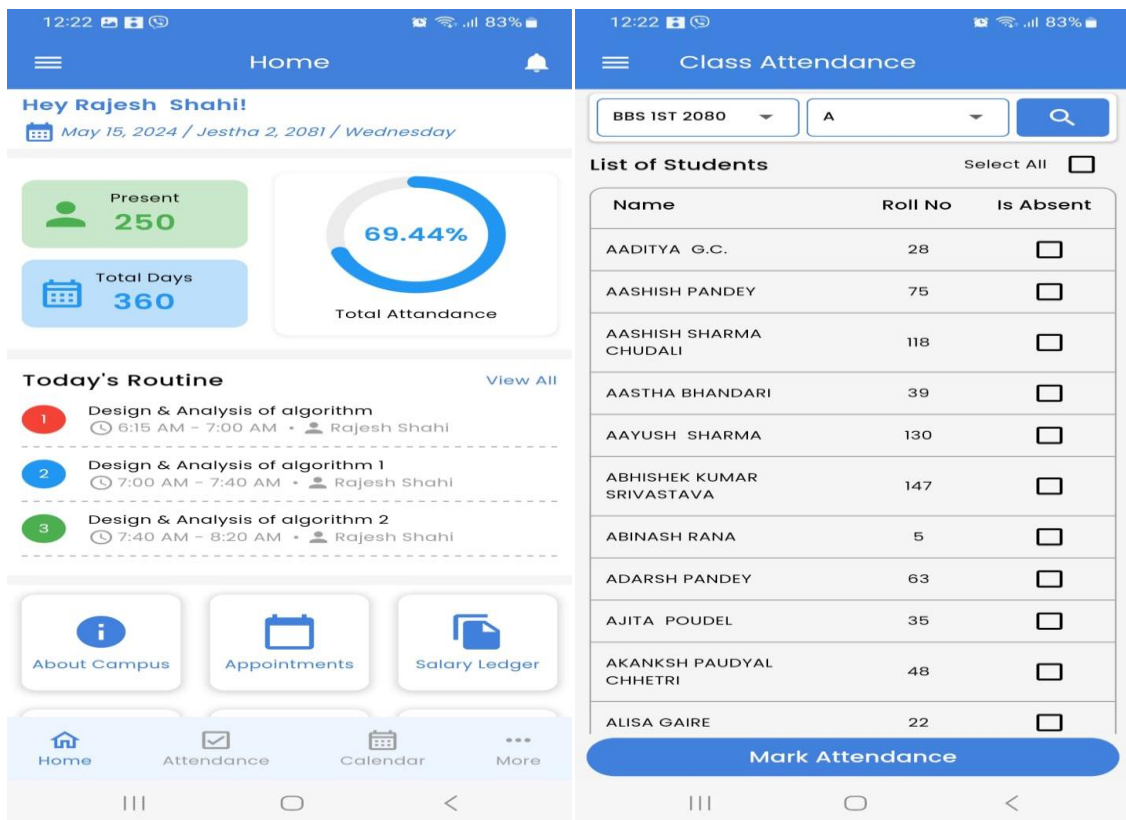 12:22 83%
Home
Hey Rajesh Shahi!
May 15, 2024 / Jestha 2, 2081 / Wednesday
Present
250
Total Days
360
69.44%
Total Attandance
Today's Routine View All
1 Design & Analysis of algorithm
6:15 AM - 7:00 AM • Rajesh Shahi
2 Design & Analysis of algorithm 1
7:00 AM - 7:40 AM • Rajesh Shahi
3 Design & Analysis of algorithm 2
7:40 AM - 8:20 AM • Rajesh Shahi
About Campus Appointments Salary Ledger
Home Attendance Calendar More
12:22 83%
Class Attendance
BBS 1ST 2080 A
List of Students Select All
Name Roll No Is Absent
AADITYA G.C. 28
AASHISH PANDEY 75
AASHISH SHARMA
CHUDALI 118
AASTHA BHANDARI 39
AAYUSH SHARMA 130
ABHISHEK KUMAR
SRIVASTAVA 147
ABINASH RANA 5
ADARSH PANDEY 63
AJITA POUDEL 35
AKANKSH PAUDYAL
CHHETRI 48
ALISA GAIRE 22
Mark Attendance